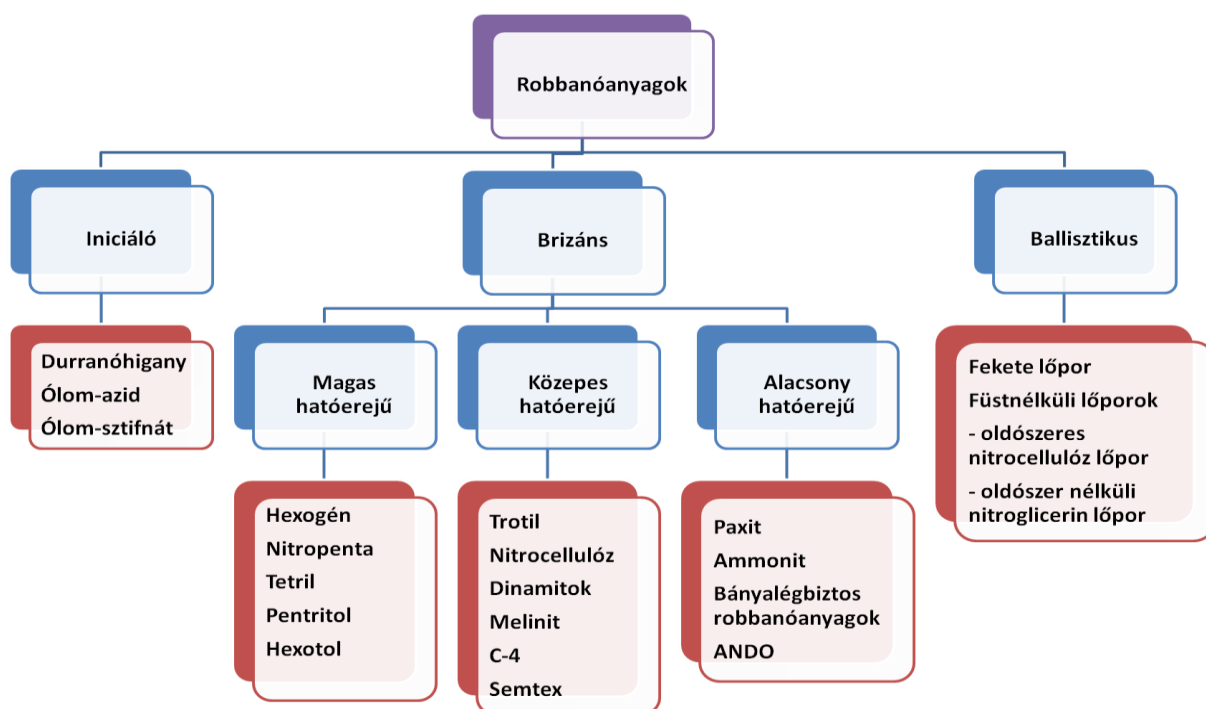 Robbanóanyagok
Iniciáló
Brizáns
Ballisztikus
Durranóhigany
Ólom-azid
Ólom-sztifnát
Magas
hatóerejű
Közepes
hatóerejű
Alacsony
hatóerejű
Fekete lőpor
Füstnélküli lőporok
- oldószeres
nitrocellulóz lőpor
- oldószer nélküli
nitroglicerin lőpor
Hexogén
Nitropenta
Tetril
Pentritol
Hexotol
Trotil
Nitrocellulóz
Dinamitok
Melinit
C-4
Semtex
Paxit
Ammonit
Bányalégbiztos
robbanóanyagok
ANDO